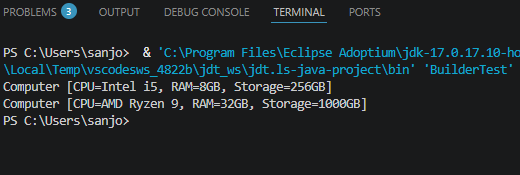 PROBLEMS 3 OUTPUT DEBUG CONSOLE TERMINAL PORTS
PS C:\Users\sanjo> & 'C:\Program Files\Eclipse Adoptium\jdk-17.0.17.10-ho
\Local\Temp\vscodesws_4822b\jdt_ws\jdt.ls-java-project\bin' 'BuilderTest'
Computer [CPU=Intel i5, RAM=8GB, Storage=256GB]
Computer [CPU=AMD Ryzen 9, RAM=32GB, Storage=1000GB]
PS C:\Users\sanjo>